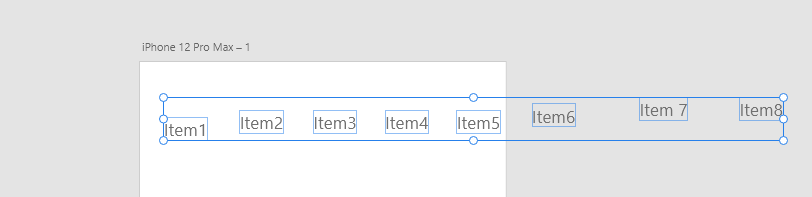 iPhone 12 Pro Max – 1
Item1 Item2 Item3 Item4 Item5 Item6 Item 7 Item8